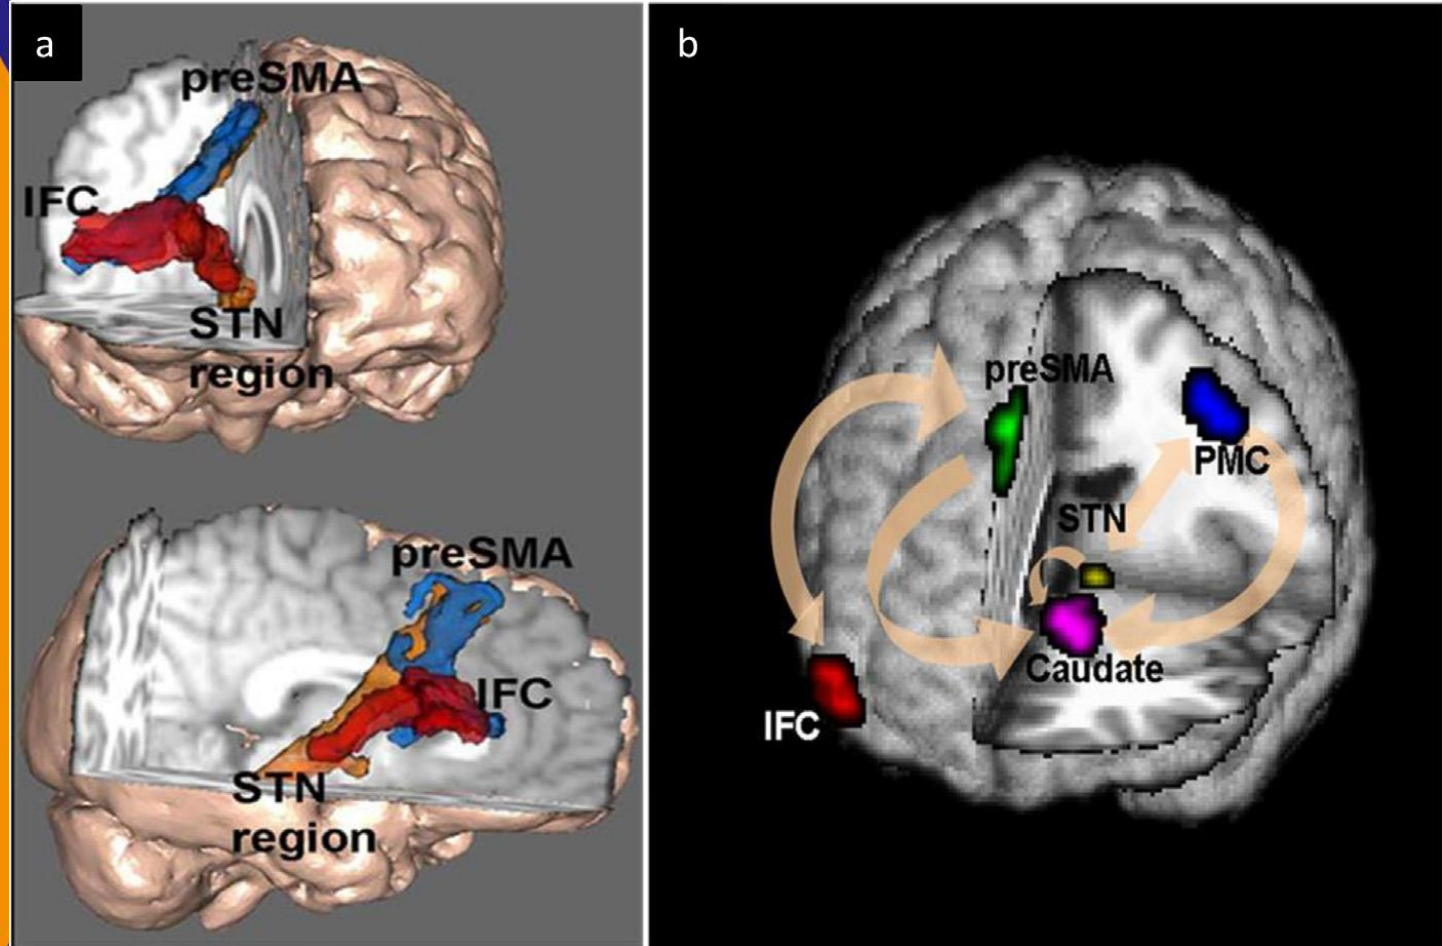 a
preSMA
IFC
STN
region
preSMA
IFC
STN
region
b
preSMA
PMC
STN
Caudate
IFC